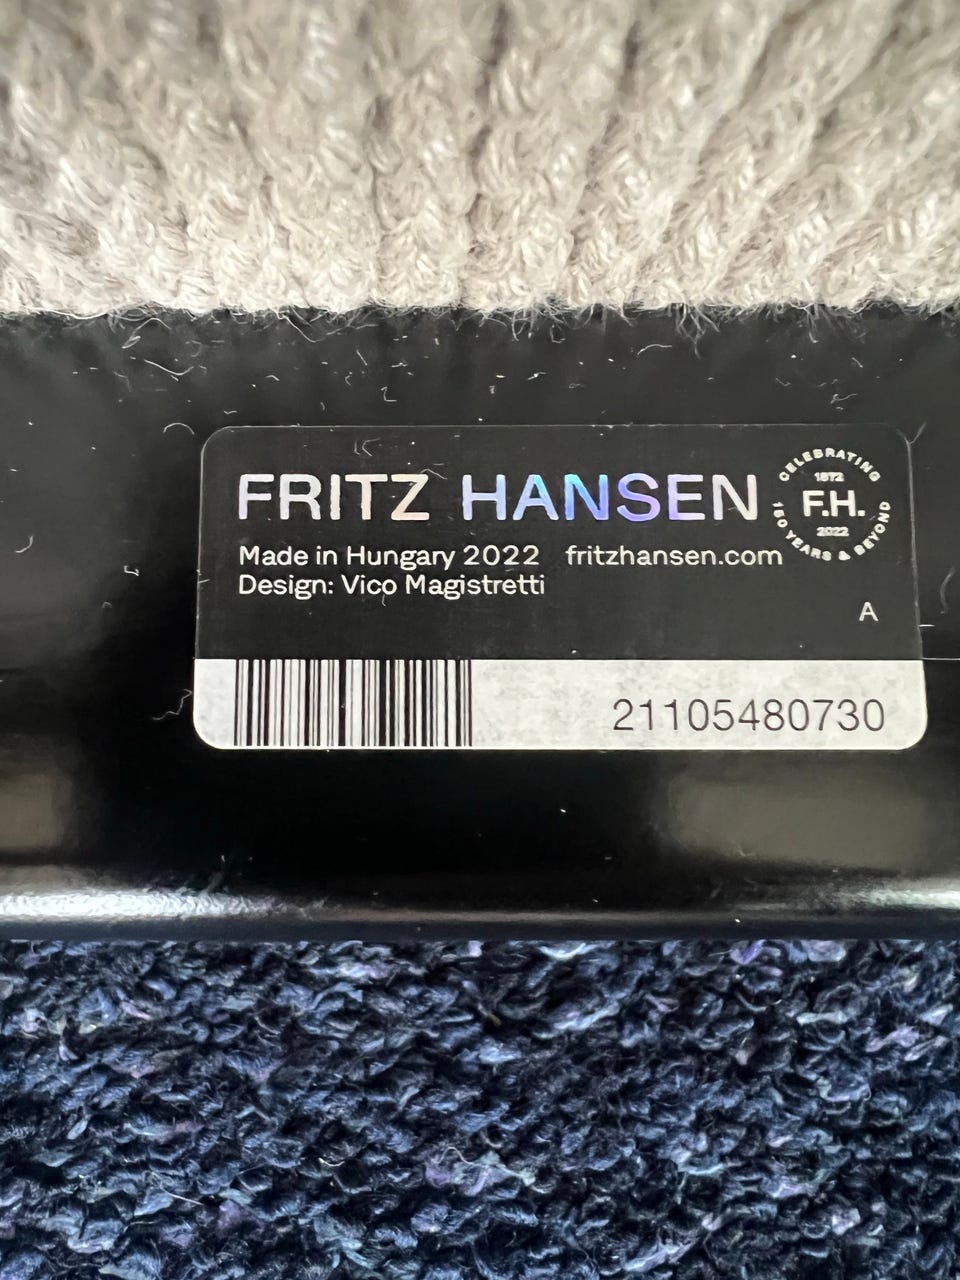 FRITZ HANSEN
CELEBRATING
1872
F.H.
2022
150 YEARS & BEYOND
Made in Hungary 2022 fritzhansen.com
Design: Vico Magistretti
A
21105480730